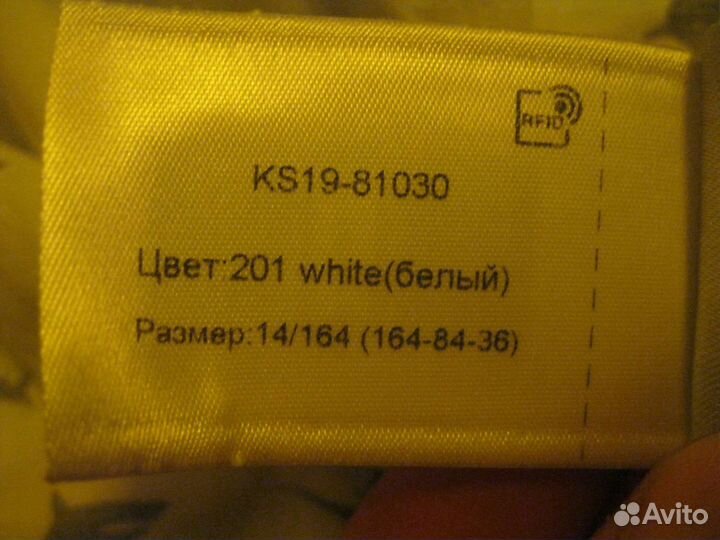 RFID
KS19-81030
Цвет:201 white(белый)
Размер:14/164 (164-84-36)
Avito